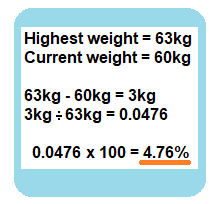 Highest weight = 63kg
Current weight = 60kg
63kg - 60kg = 3kg
3kg ÷ 63kg = 0.0476
0.0476 x 100 = 4.76%